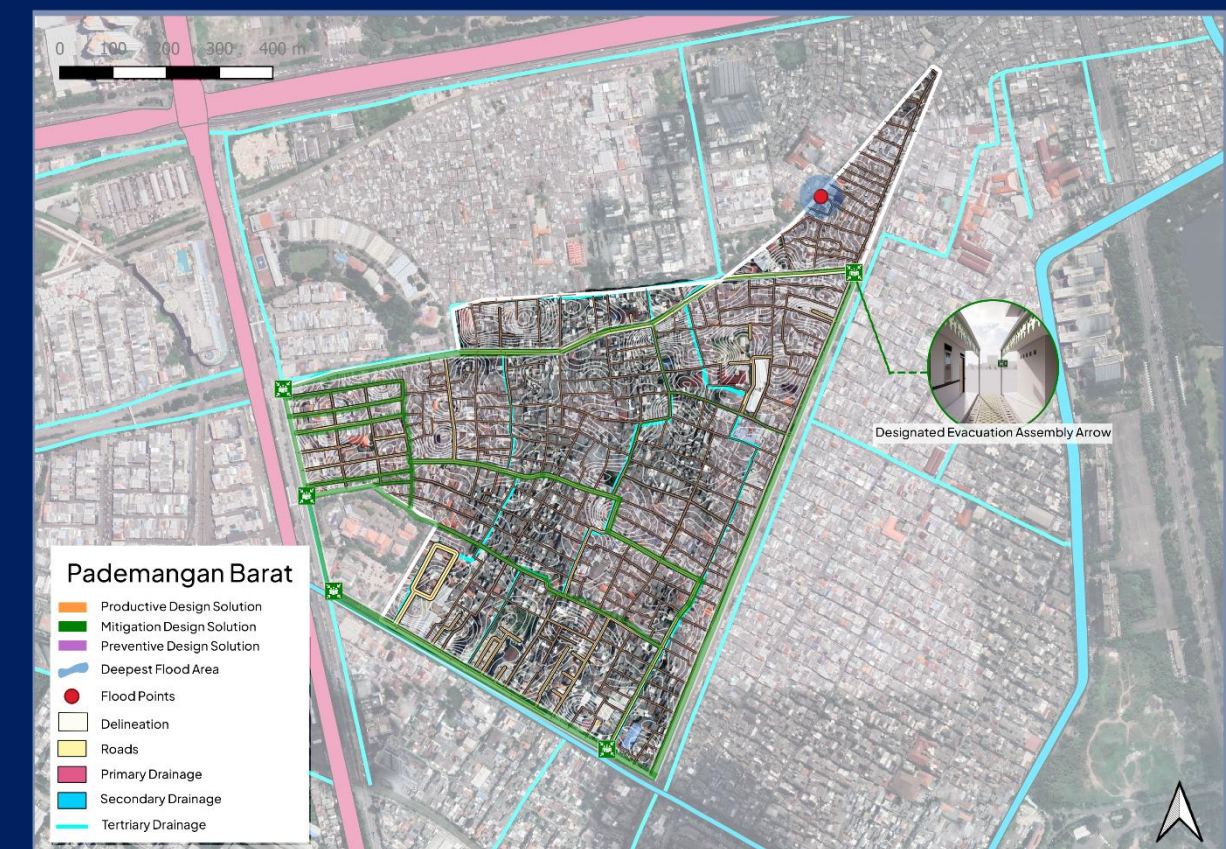 0 100 200 300 400 m
Designated Evacuation Assembly Arrow
Pademangan Barat
Productive Design Solution
Mitigation Design Solution
Preventive Design Solution
Deepest Flood Area
Flood Points
Delineation
Roads
Primary Drainage
Secondary Drainage
Tertriary Drainage